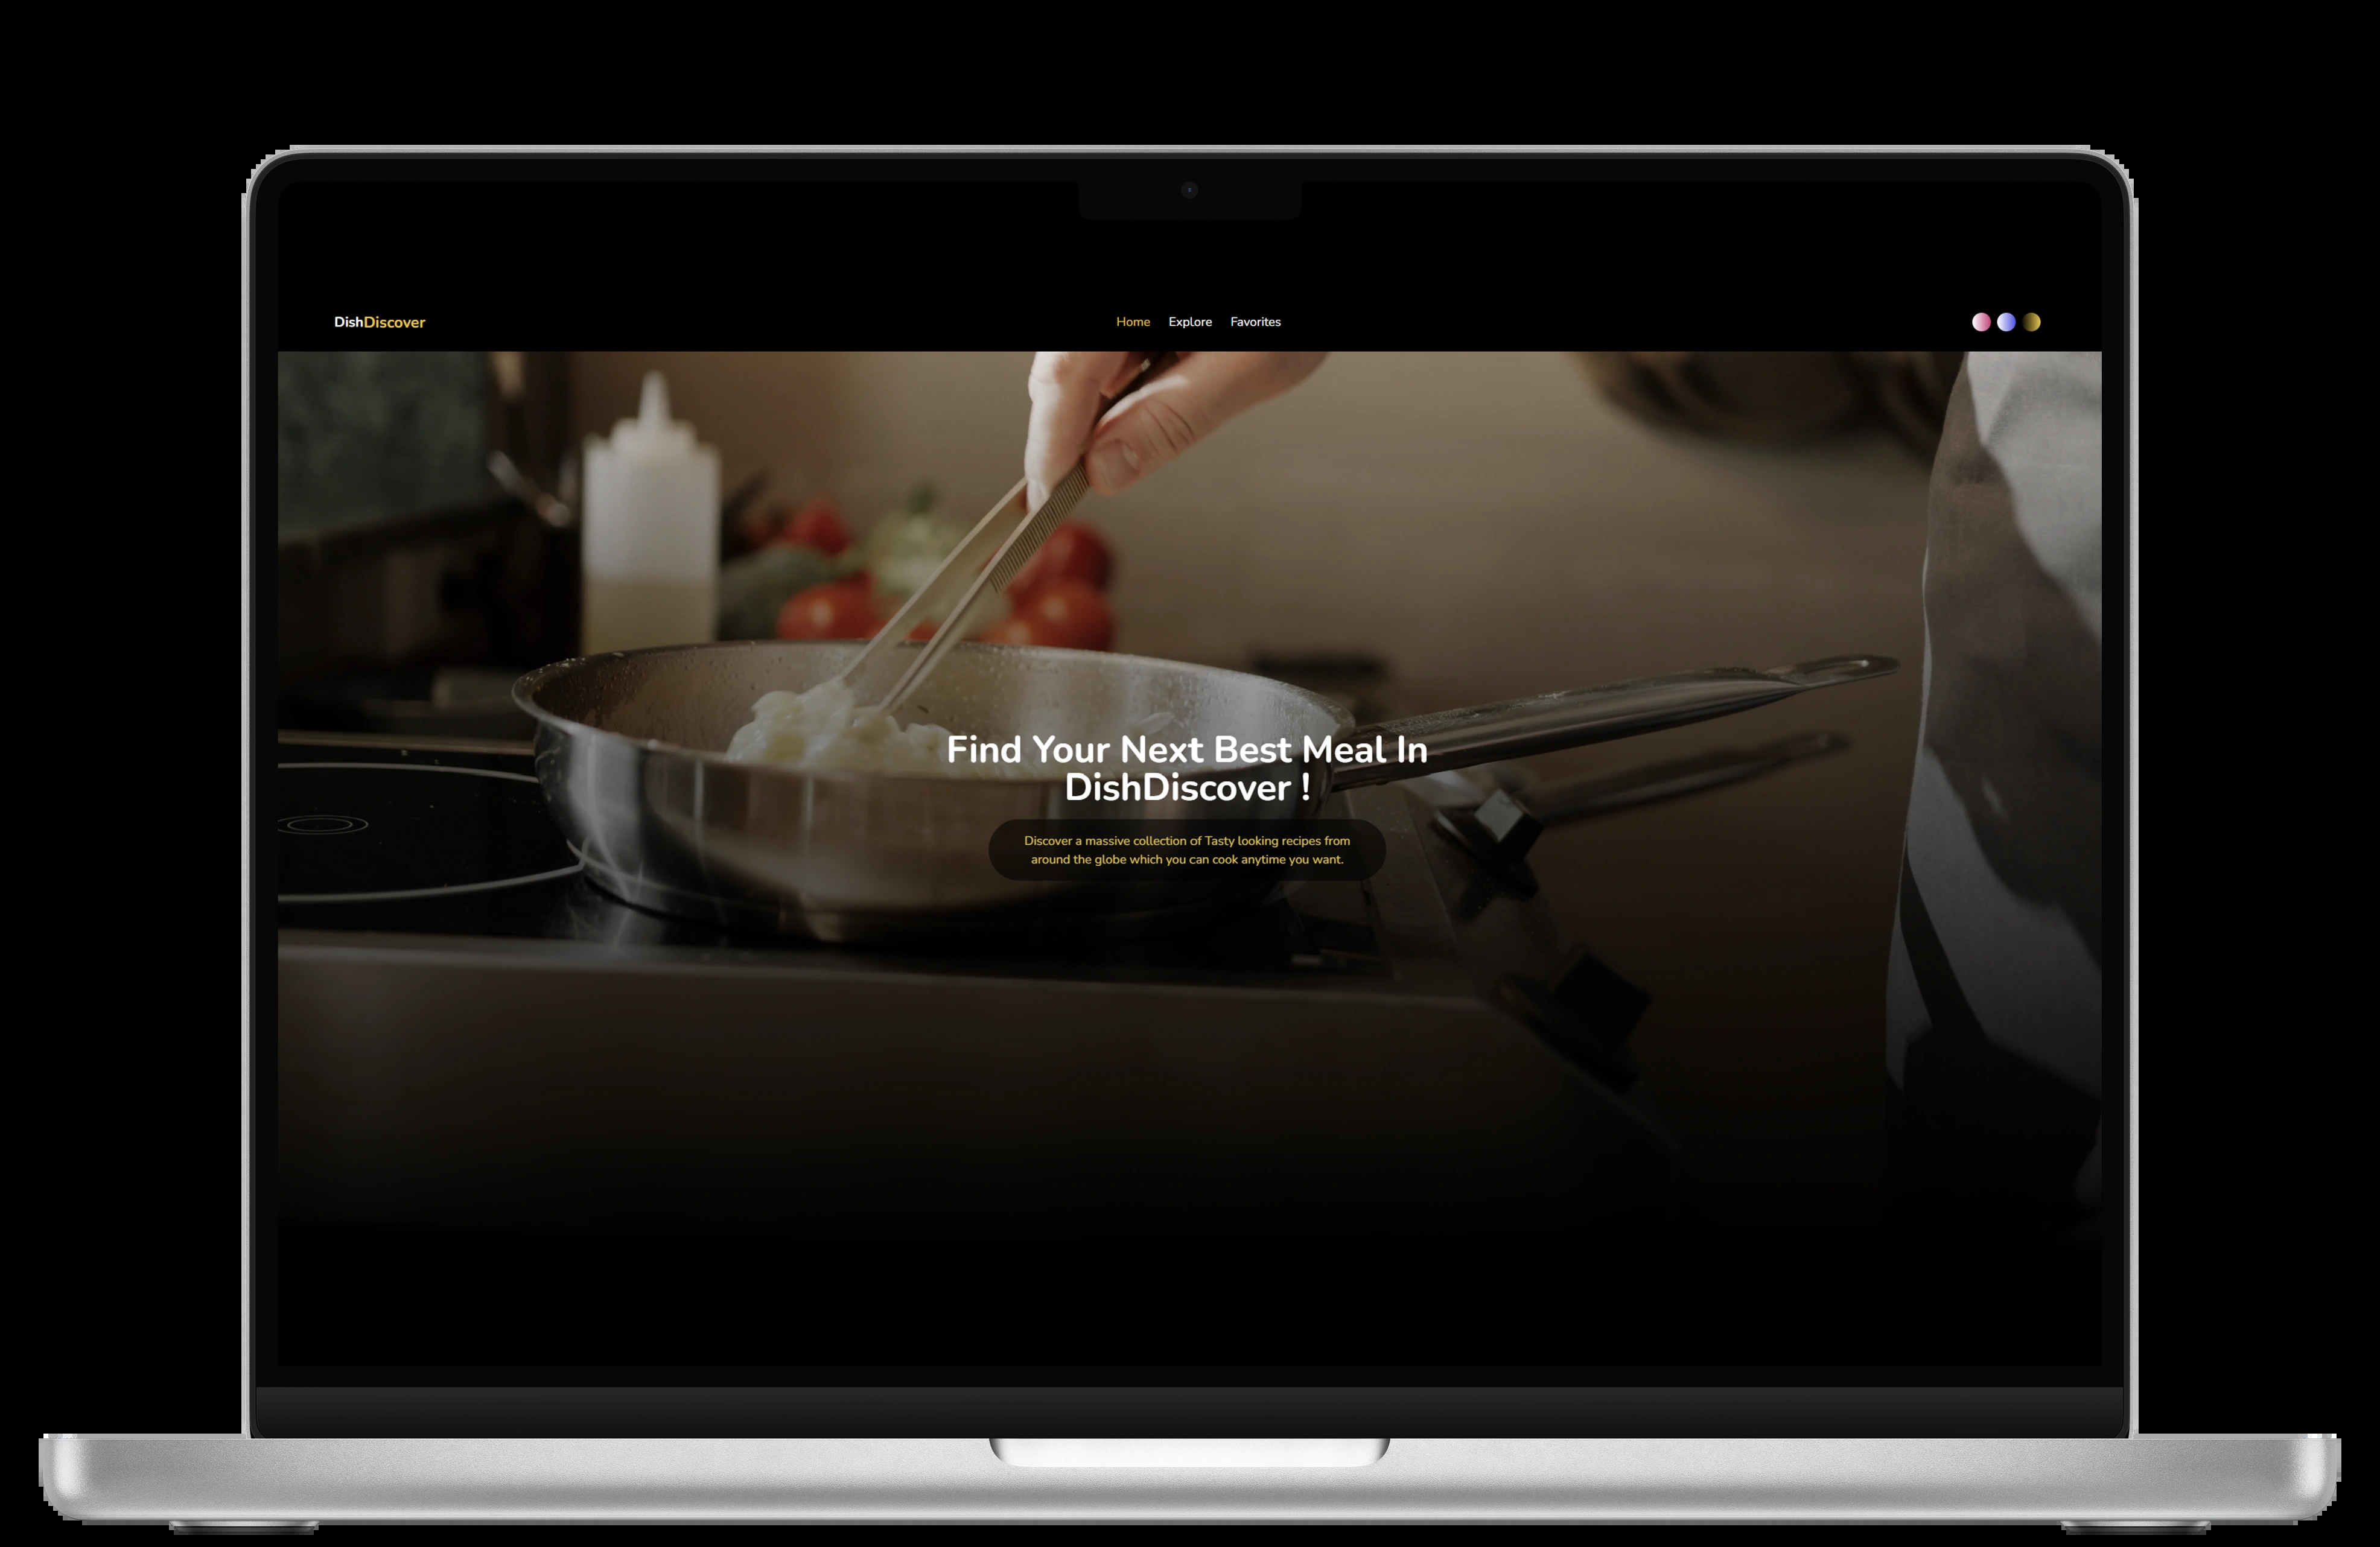 DishDiscover
Home Explore Favorites
Find Your Next Best Meal In
DishDiscover !
Discover a massive collection of Tasty looking recipes from
around the globe which you can cook anytime you want.